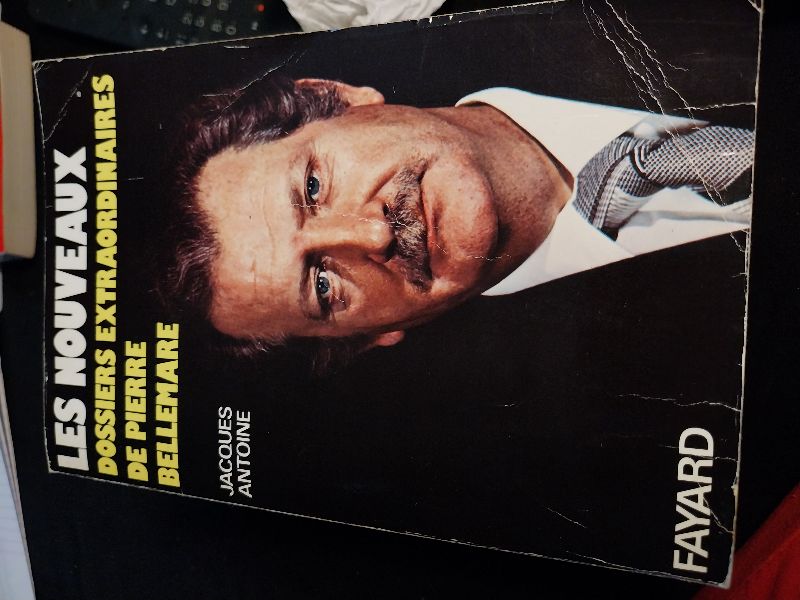 LES NOUVEAUX
DOSSIERS EXTRAORDINAIRES
DE PIERRE
BELLEMARE
JACQUES
ANTOINE
FAYARD